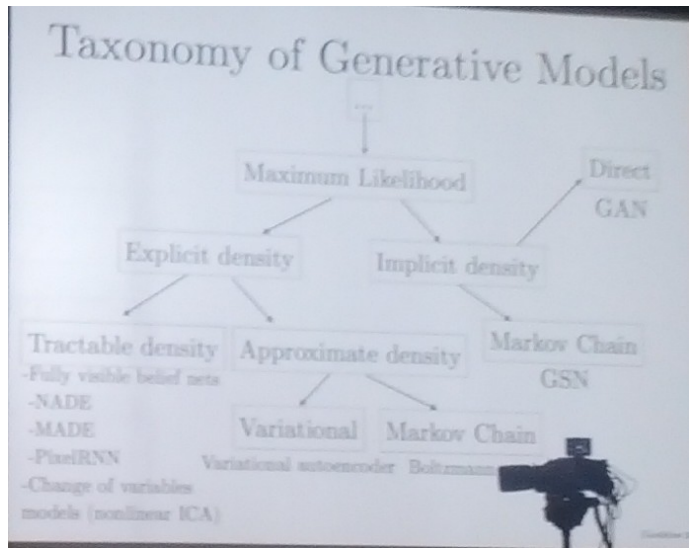 Taxonomy of Generative Models
...
Maximum Likelihood
Direct
GAN
Explicit density
Implicit density
Tractable density
-Fully visible belief nets
-NADE
-MADE
-PixelRNN
-Change of variables
models (nonlinear ICA)
Approximate density
Markov Chain
GSN
Variational
Variational autoencoder
Markov Chain
Boltzmann